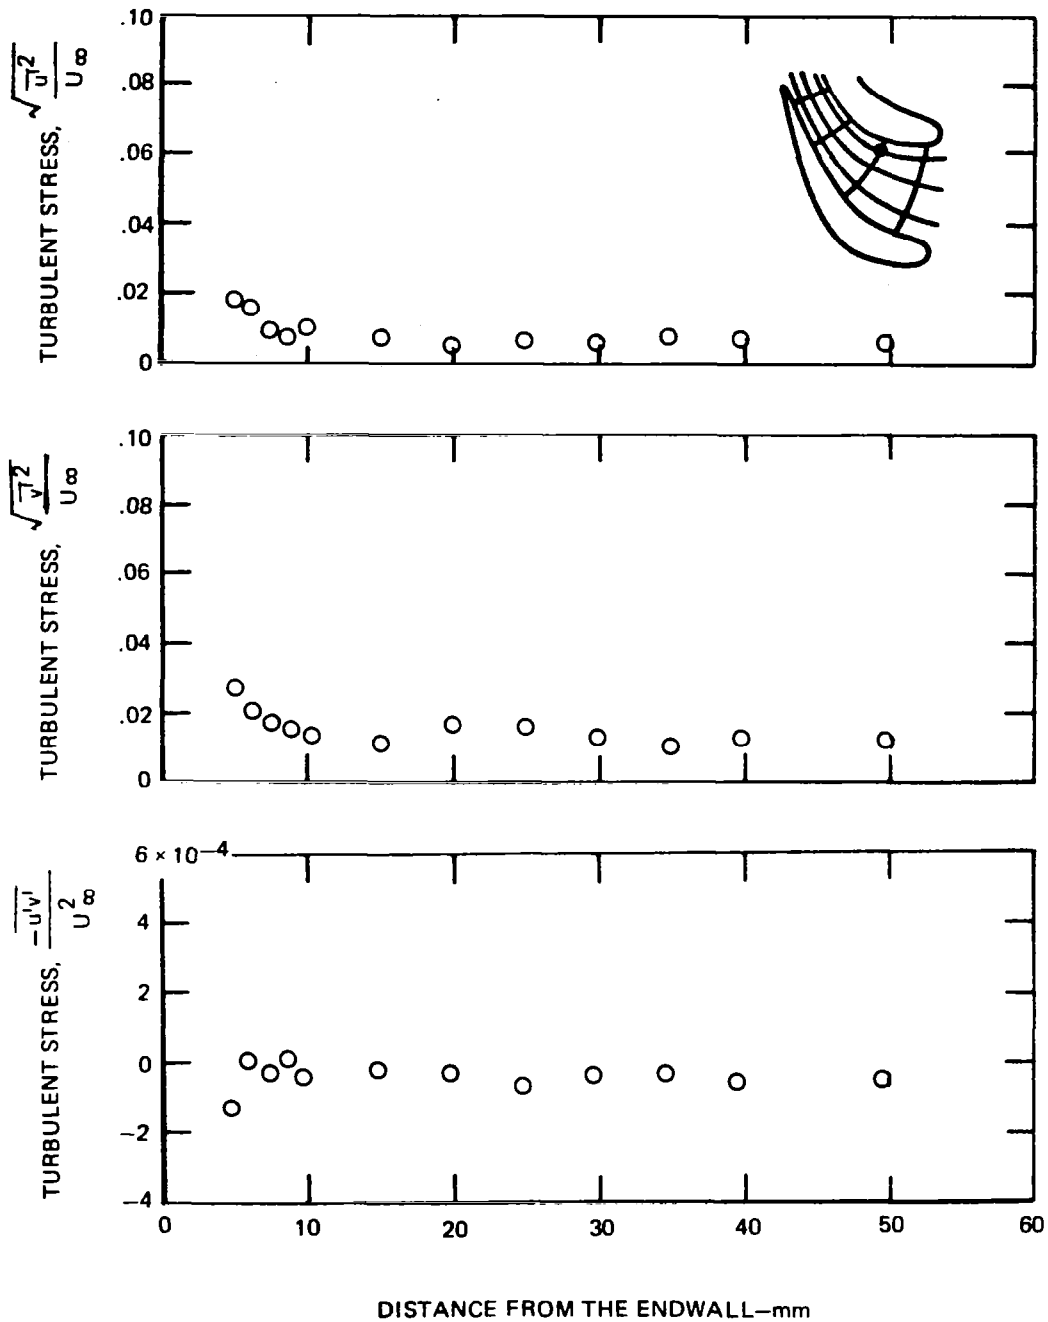 TURBULENT STRESS, √u'² / U∞
.10
.08
.06
.04
.02
0
TURBULENT STRESS, √v'² / U∞
.10
.08
.06
.04
.02
0
TURBULENT STRESS, −u'v' / U²∞
6 × 10−4
4
2
0
−2
−4
0 10 20 30 40 50 60
DISTANCE FROM THE ENDWALL—mm